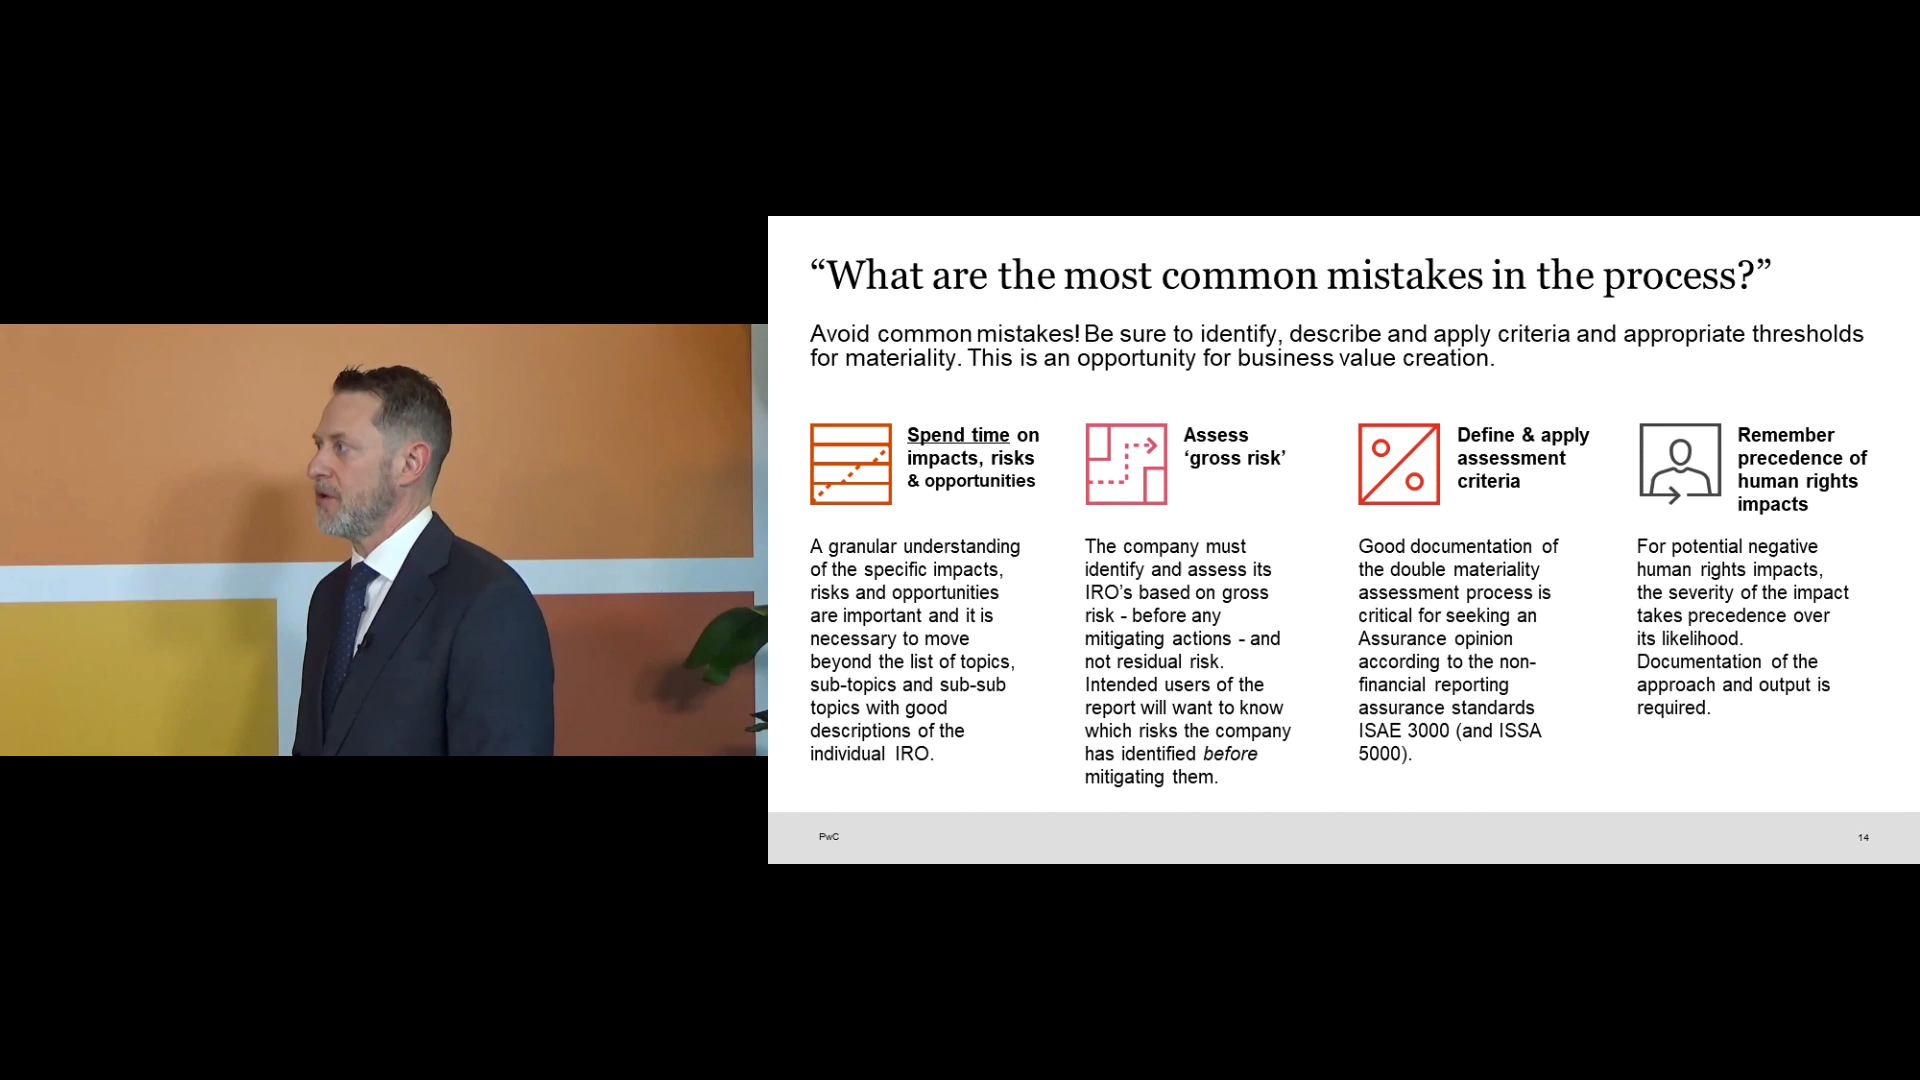 “What are the most common mistakes in the process?”
Avoid common mistakes! Be sure to identify, describe and apply criteria and appropriate thresholds
for materiality. This is an opportunity for business value creation.
Spend time on
impacts, risks
& opportunities
A granular understanding
of the specific impacts,
risks and opportunities
are important and it is
necessary to move
beyond the list of topics,
sub-topics and sub-sub
topics with good
descriptions of the
individual IRO.
Assess
‘gross risk’
The company must
identify and assess its
IRO’s based on gross
risk - before any
mitigating actions - and
not residual risk.
Intended users of the
report will want to know
which risks the company
has identified before
mitigating them.
Define & apply
assessment
criteria
Good documentation of
the double materiality
assessment process is
critical for seeking an
Assurance opinion
according to the non-
financial reporting
assurance standards
ISAE 3000 (and ISSA
5000).
Remember
precedence of
human rights
impacts
For potential negative
human rights impacts,
the severity of the impact
takes precedence over
its likelihood.
Documentation of the
approach and output is
required.
PwC
14